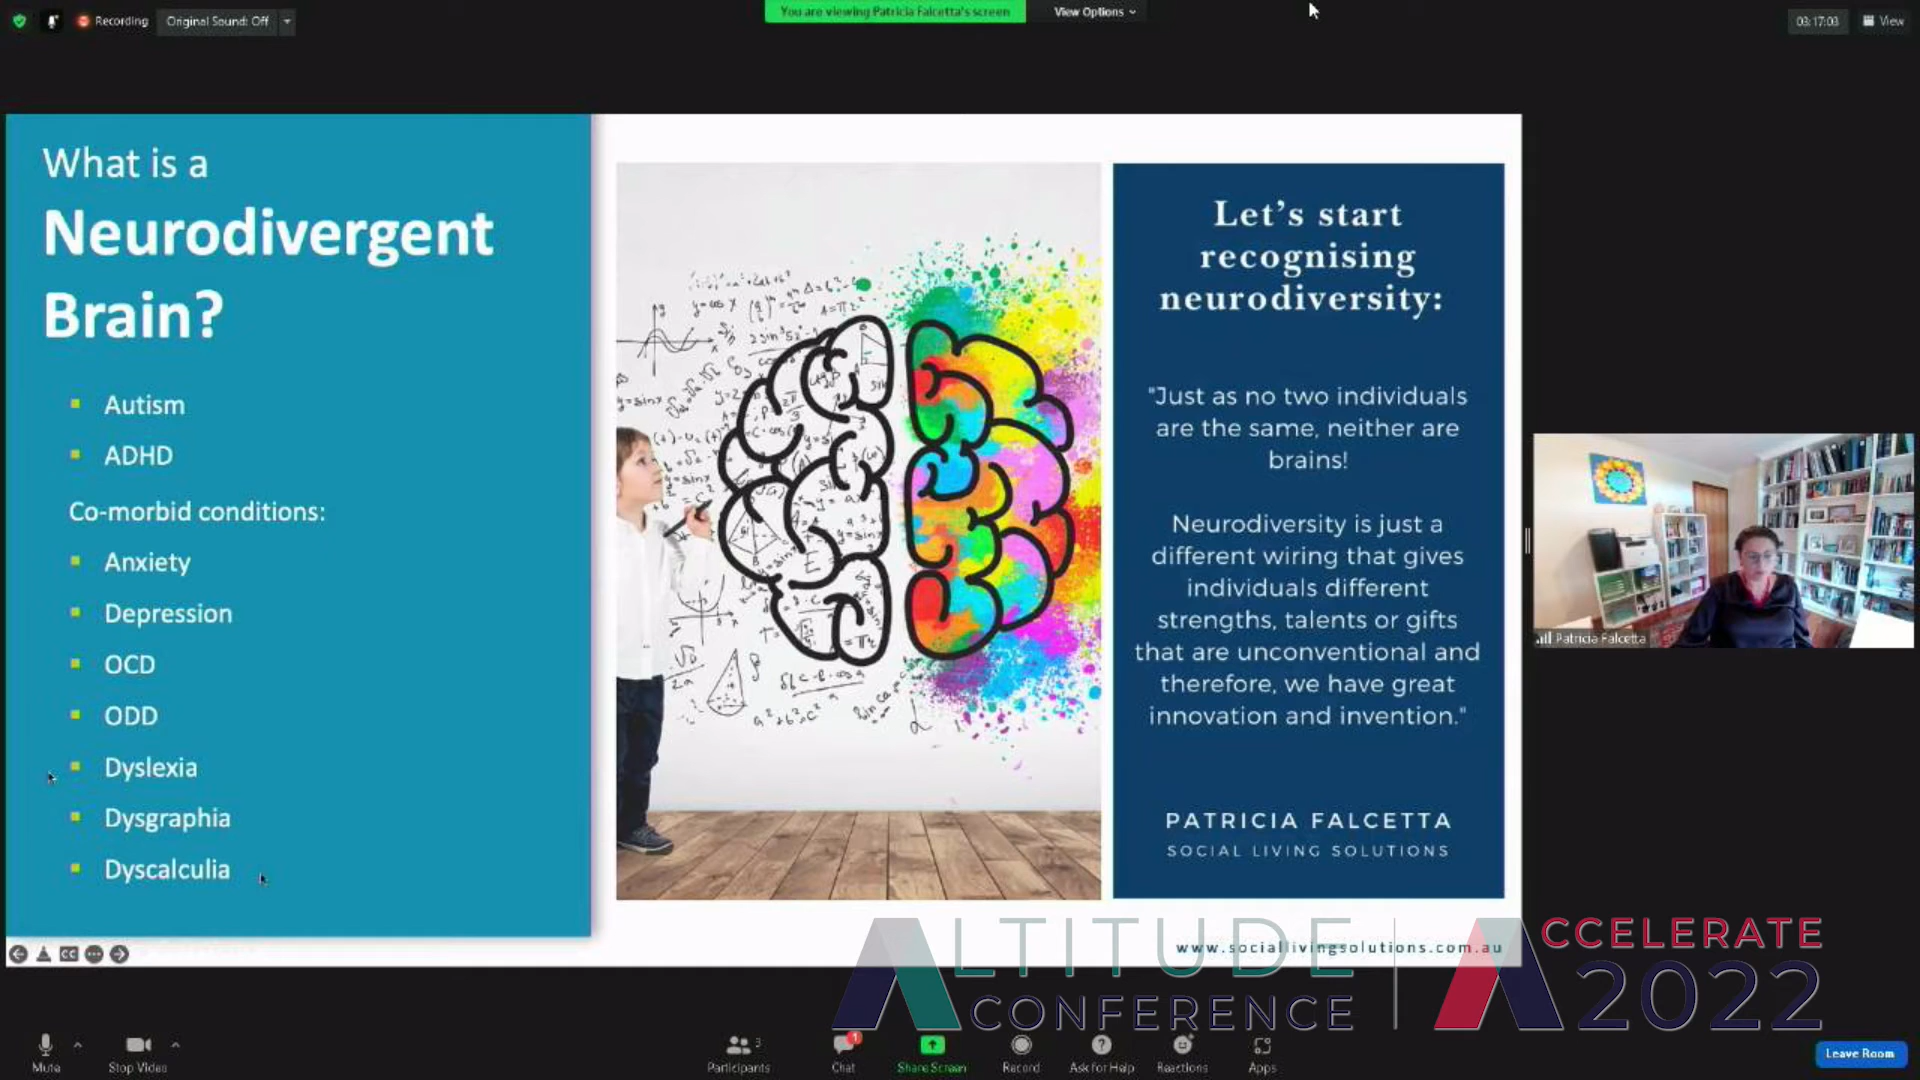 Recording
Original Sound: Off
You are viewing Patricia Falcetta's screen
View Options
03:17:03
View
What is a
Neurodivergent
Brain?
Autism
ADHD
Co-morbid conditions:
Anxiety
Depression
OCD
ODD
Dyslexia
Dysgraphia
Dyscalculia
Let's start
recognising
neurodiversity:
"Just as no two individuals
are the same, neither are
brains!
Neurodiversity is just a
different wiring that gives
individuals different
strengths, talents or gifts
that are unconventional and
therefore, we have great
innovation and invention."
PATRICIA FALCETTA
SOCIAL LIVING SOLUTIONS
www.sociallivingsolutions.com.au
Patricia Falcetta
CC
ALTITUDE
CONFERENCE
ACCELERATE
2022
Mute
Stop Video
Participants
3
Chat
1
Share Screen
Record
Ask for Help
Reactions
Apps
Leave Room